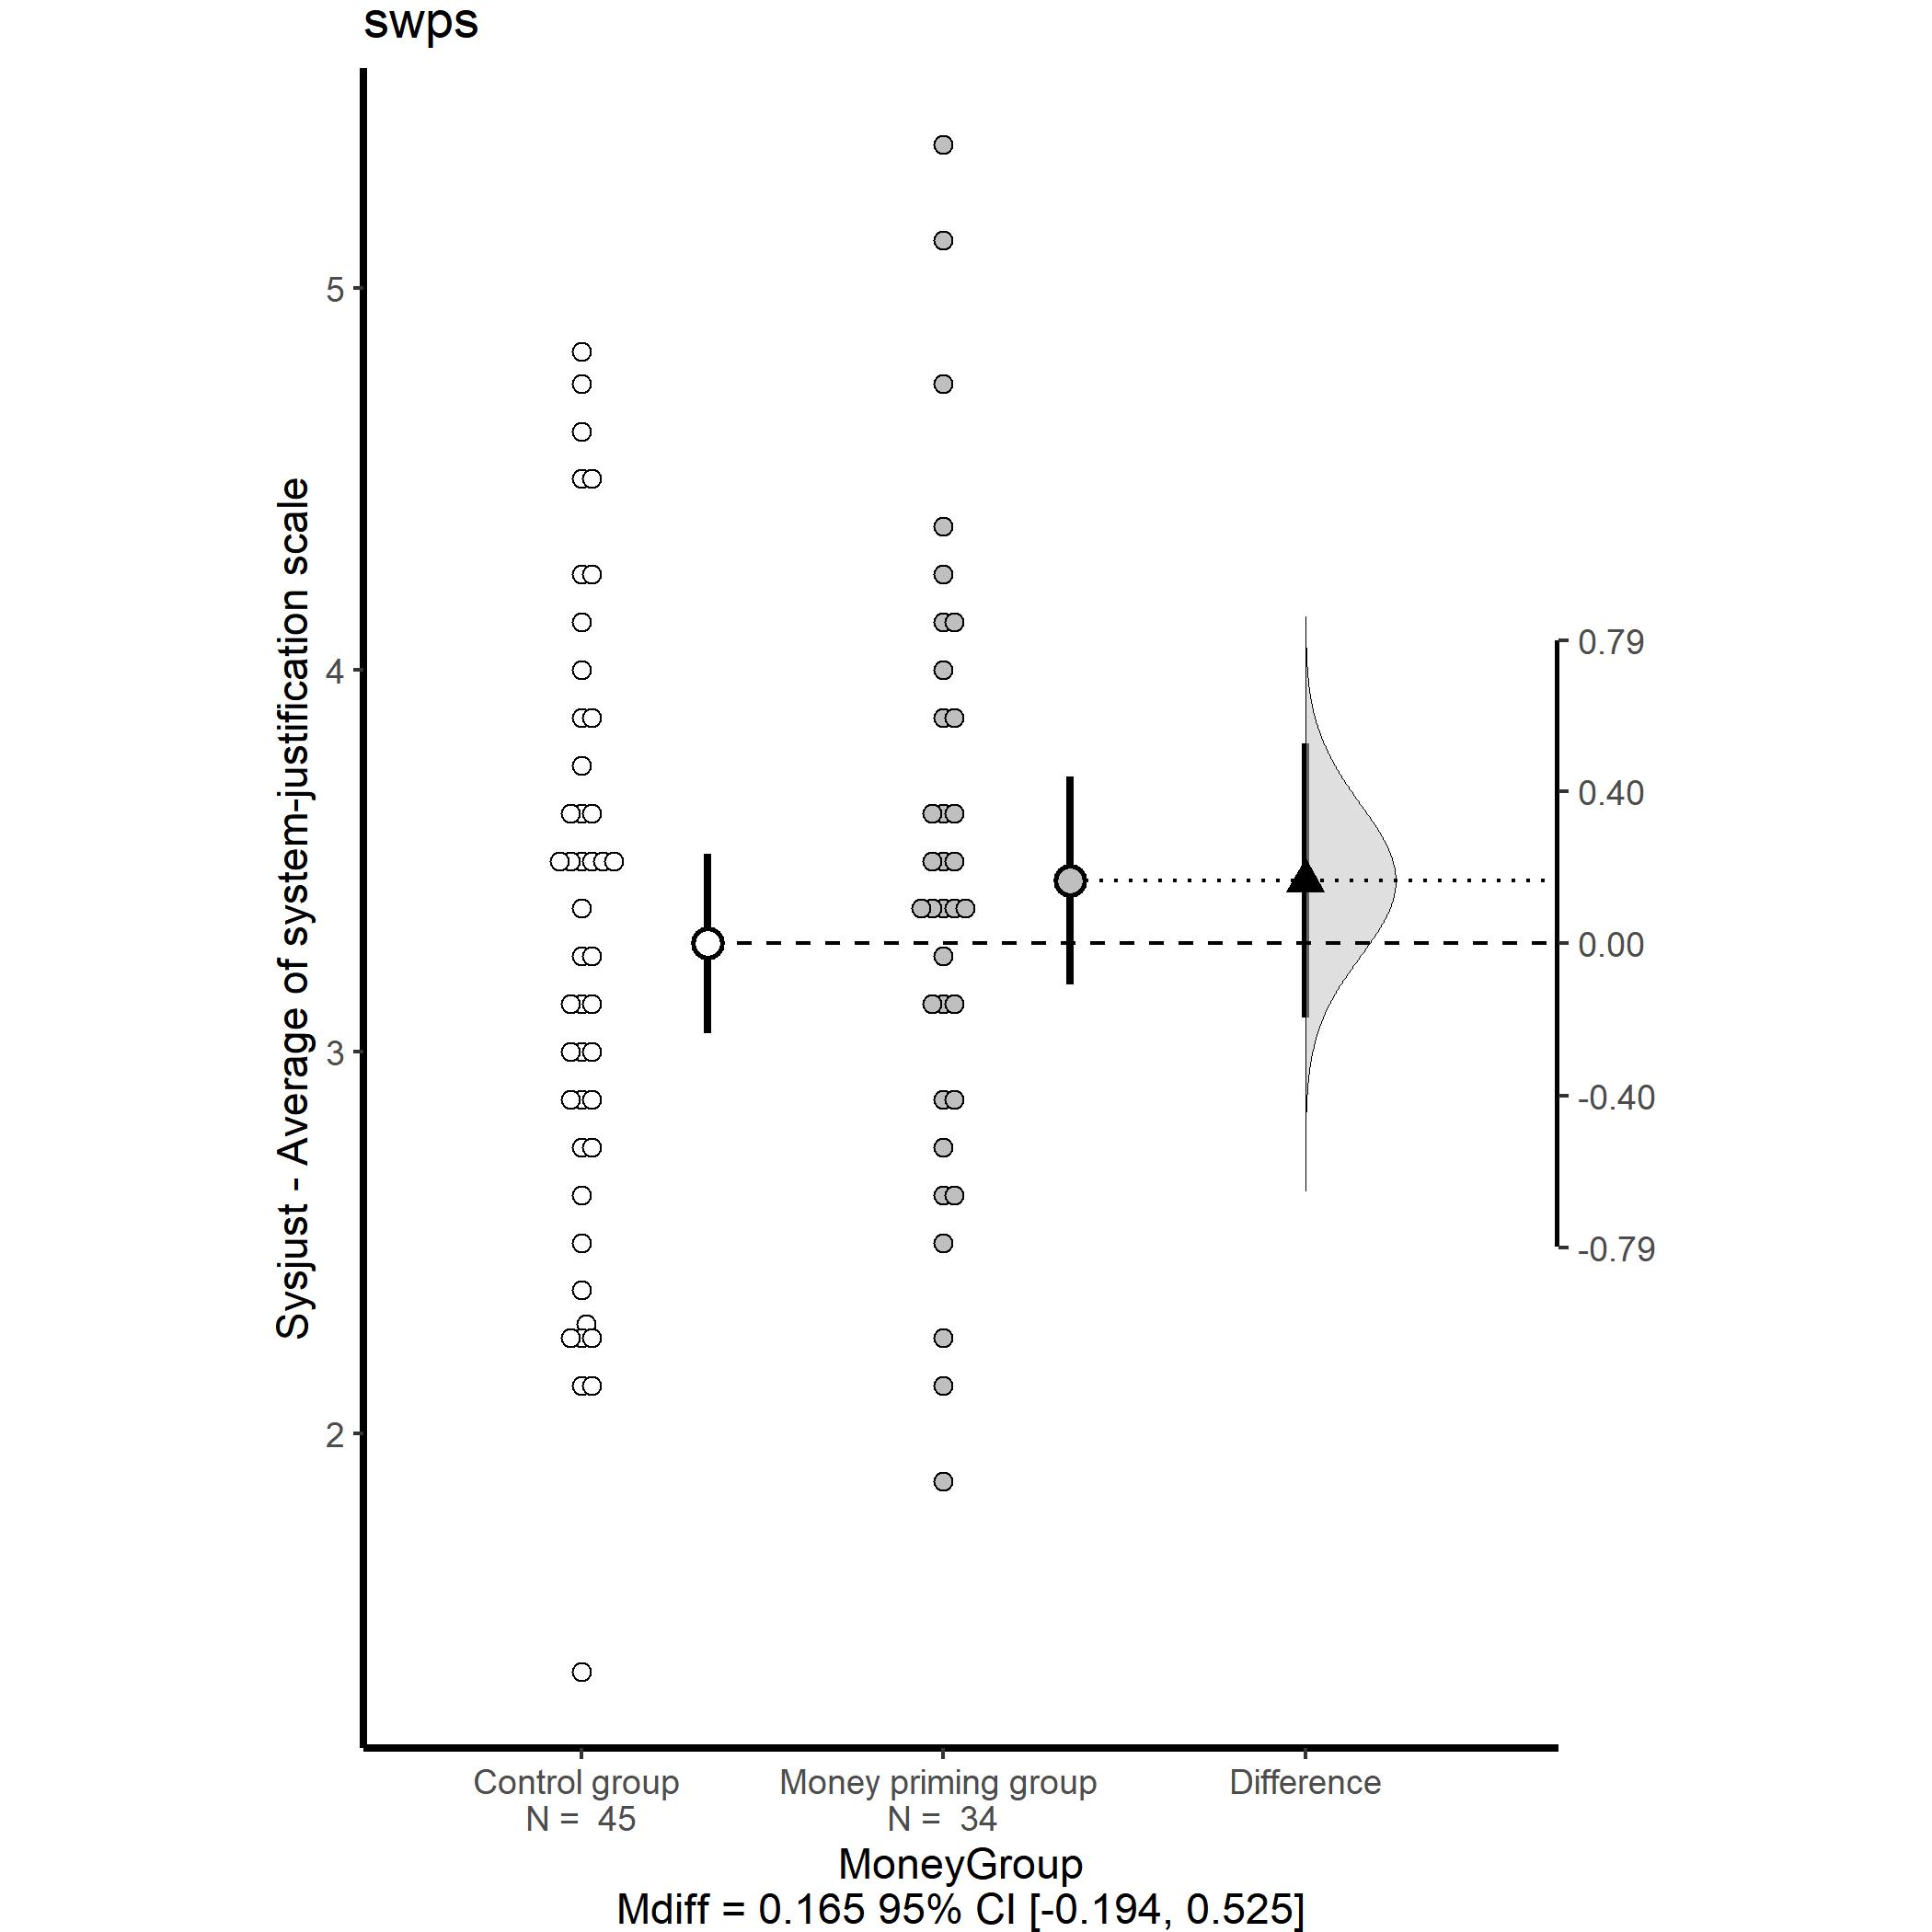 swps
Sysjust - Average of system-justification scale
5
4
3
2
0.79
0.40
0.00
-0.40
-0.79
Control group
N =  45
Money priming group
N =  34
Difference
MoneyGroup
Mdiff = 0.165 95% CI [-0.194, 0.525]